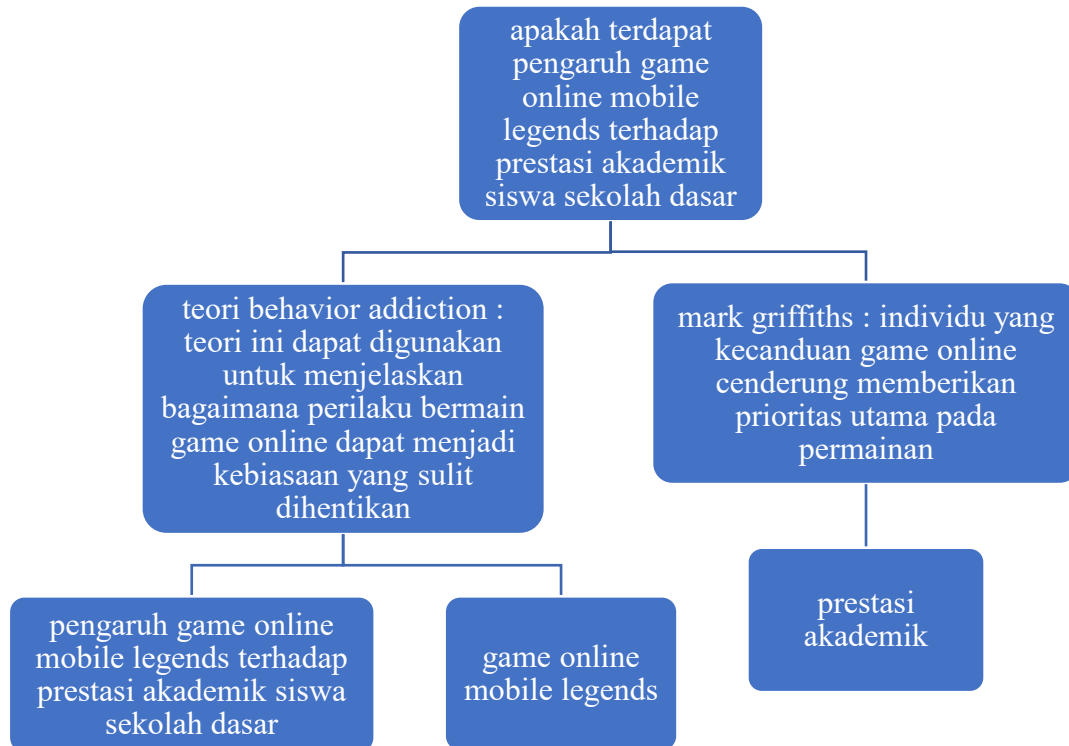 apakah terdapat
pengaruh game
online mobile
legends terhadap
prestasi akademik
siswa sekolah dasar
teori behavior addiction :
teori ini dapat digunakan
untuk menjelaskan
bagaimana perilaku bermain
game online dapat menjadi
kebiasaan yang sulit
dihentikan
mark griffiths : individu yang
kecanduan game online
cenderung memberikan
prioritas utama pada
permainan
pengaruh game online
mobile legends terhadap
prestasi akademik siswa
sekolah dasar
game online
mobile legends
prestasi
akademik